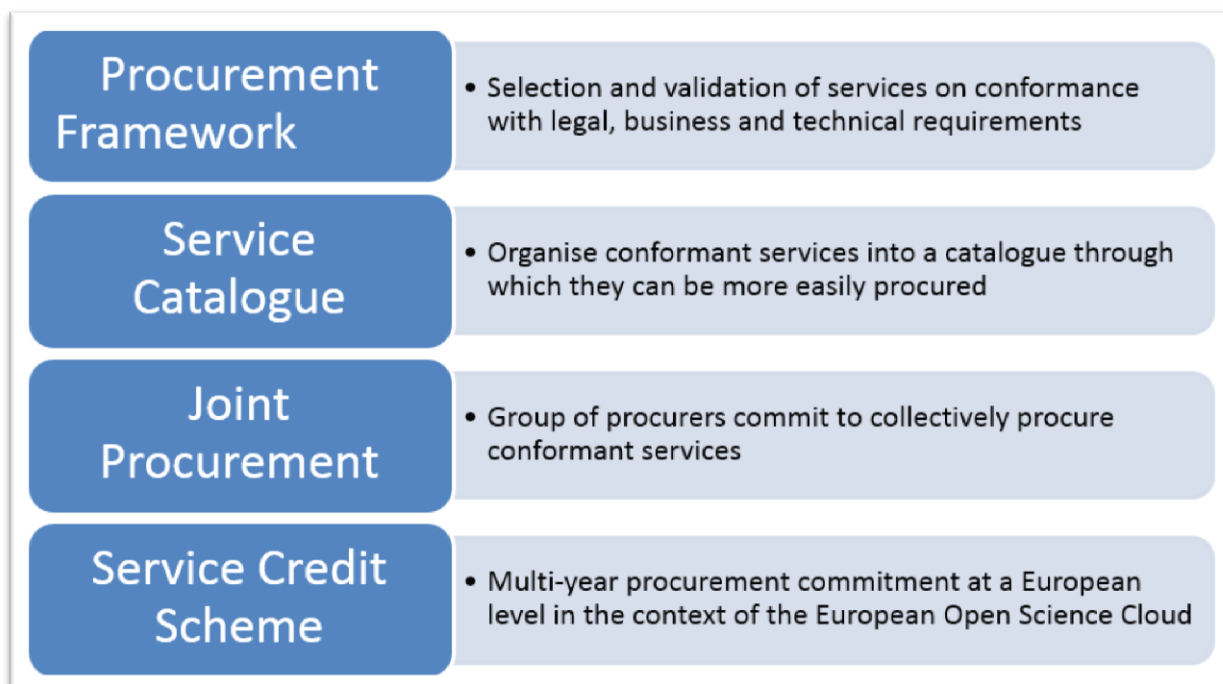 Procurement
Framework
• Selection and validation of services on conformance
with legal, business and technical requirements
Service
Catalogue
• Organise conformant services into a catalogue through
which they can be more easily procured
Joint
Procurement
• Group of procurers commit to collectively procure
conformant services
Service Credit
Scheme
• Multi-year procurement commitment at a European
level in the context of the European Open Science Cloud